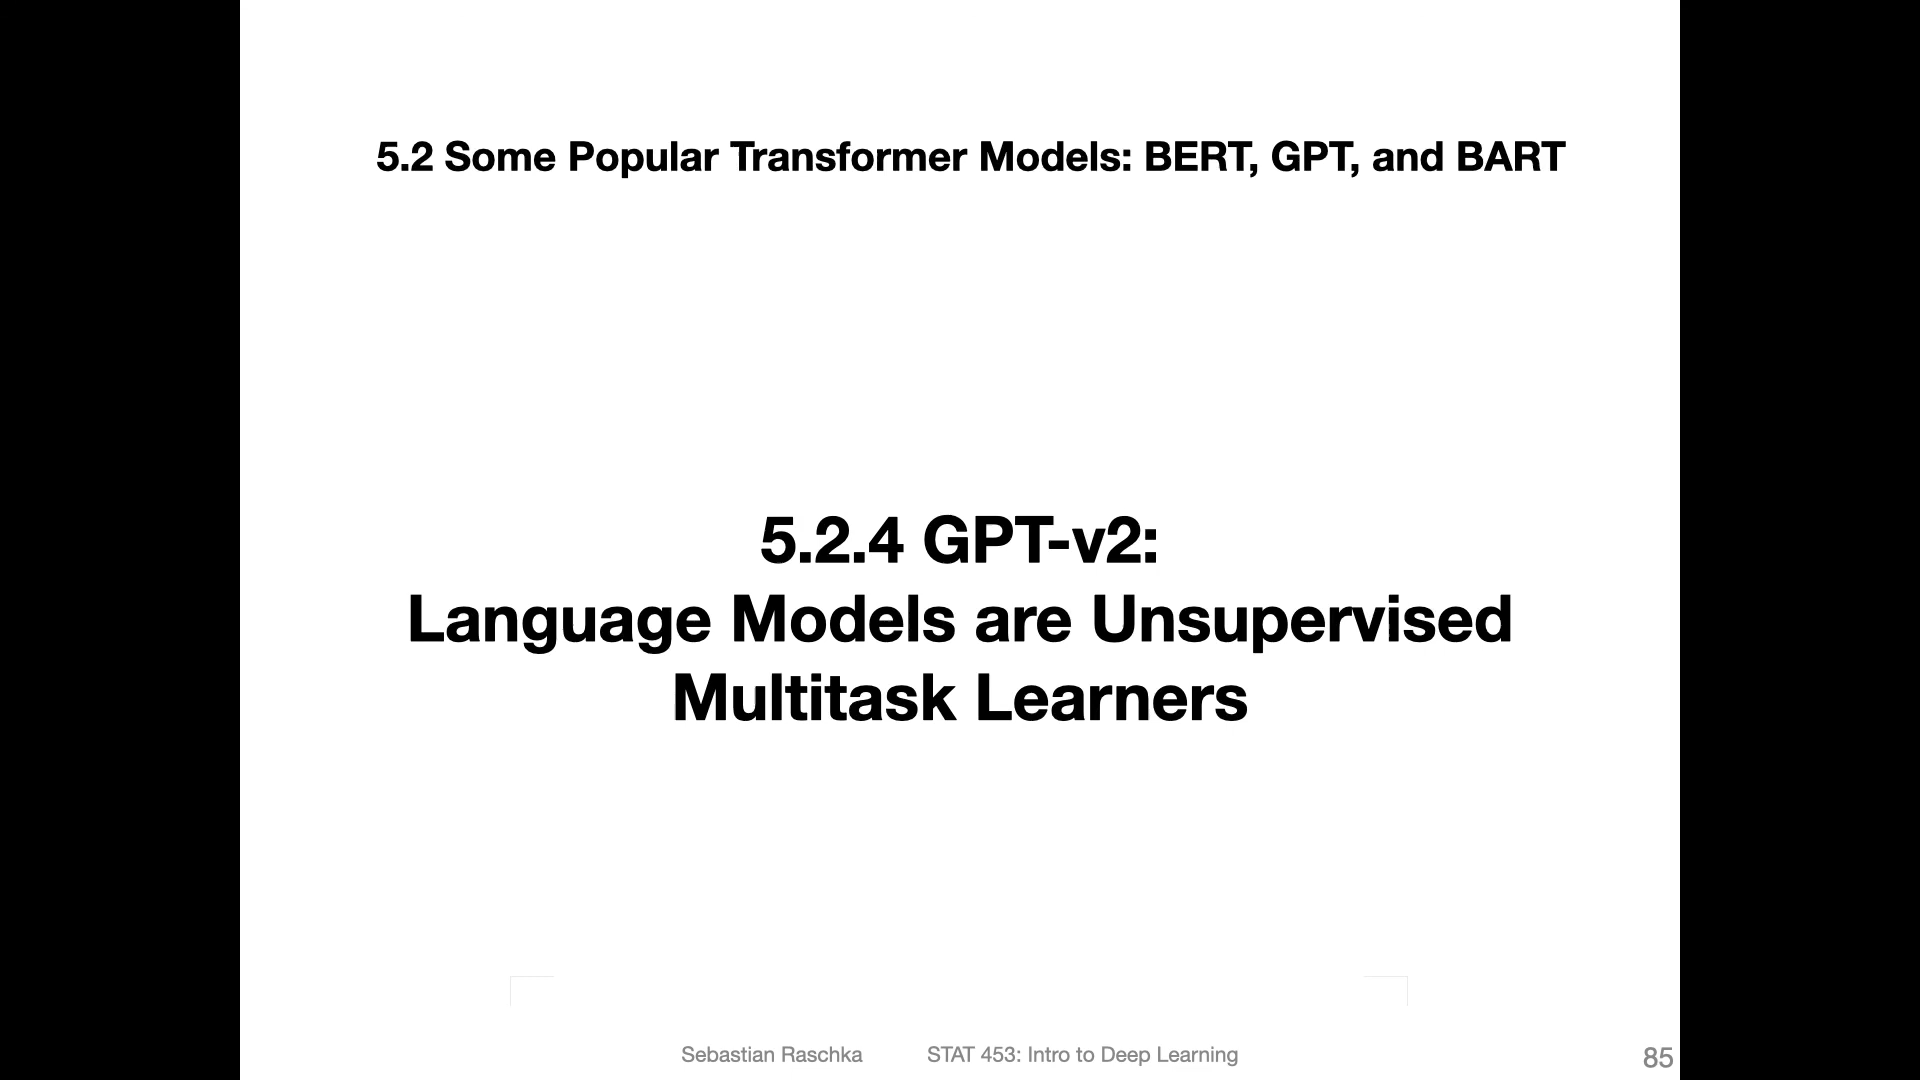 5.2 Some Popular Transformer Models: BERT, GPT, and BART
5.2.4 GPT-v2:
Language Models are Unsupervised
Multitask Learners
Sebastian Raschka STAT 453: Intro to Deep Learning
85